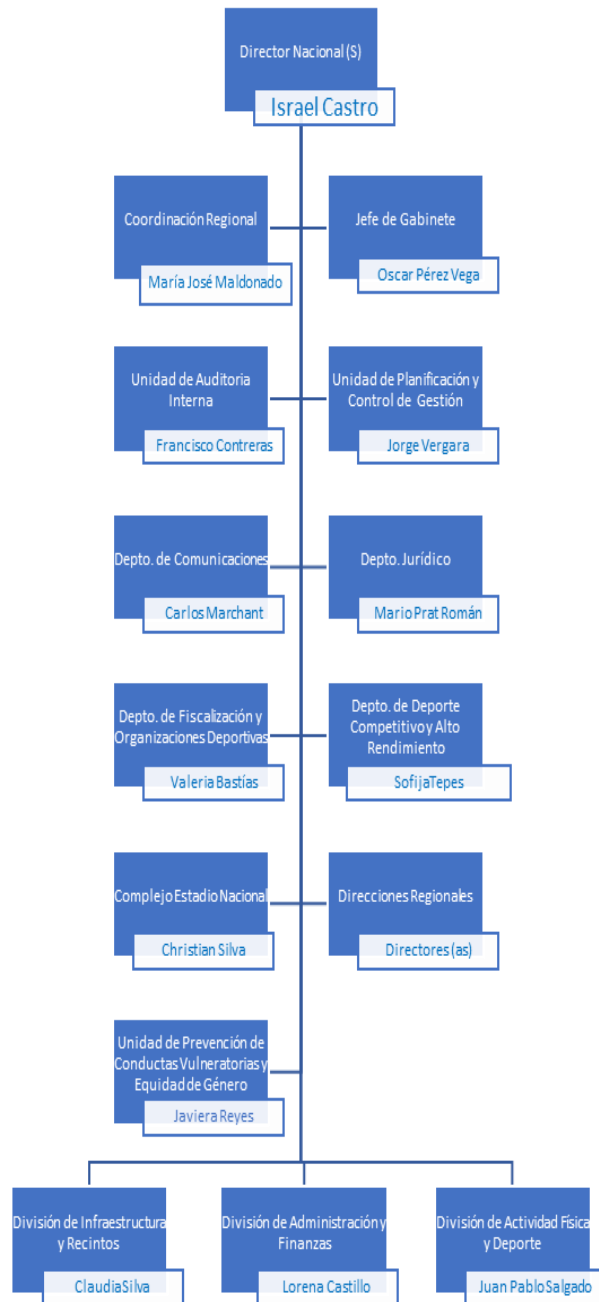 Director Nacional (S)
Israel Castro
Coordinación Regional
María José Maldonado
Jefe de Gabinete
Oscar Pérez Vega
Unidad de Auditoria
Interna
Francisco Contreras
Unidad de Planificación y
Control de Gestión
Jorge Vergara
Depto. de Comunicaciones
Carlos Marchant
Depto. Jurídico
Mario Prat Román
Depto. de Fiscalización y
Organizaciones Deportivas
Valeria Bastías
Depto. de Deporte
Competitivo y Alto
Rendimiento
SofijaTepes
Complejo Estadio Nacional
Christian Silva
Direcciones Regionales
Directores (as)
Unidad de Prevención de
Conductas Vulneratorias y
Equidad de Género
Javiera Reyes
División de Infraestructura
y Recintos
ClaudiaSilva
División de Administración y
Finanzas
Lorena Castillo
División de Actividad Física
y Deporte
Juan Pablo Salgado